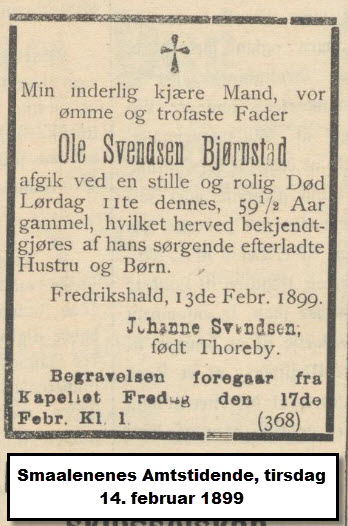 Min inderlig kjære Mand, vor
ømme og trofaste Fader
Ole Svendsen Bjørnstad
afgik ved en stille og rolig Død
Lørdag 11te dennes, 59 1/2 Aar
gammel, hvilket herved bekjendt-
gjøres af hans sørgende efterladte
Hustru og Børn.
Fredrikshald, 13de Febr. 1899.
Johanne Svendsen,
født Thoreby.
Begravelsen foregaar fra
Kapellet Fredag den 17de
Febr. Kl. 1.
(368)
Smaalenenes Amtstidende, tirsdag
14. februar 1899